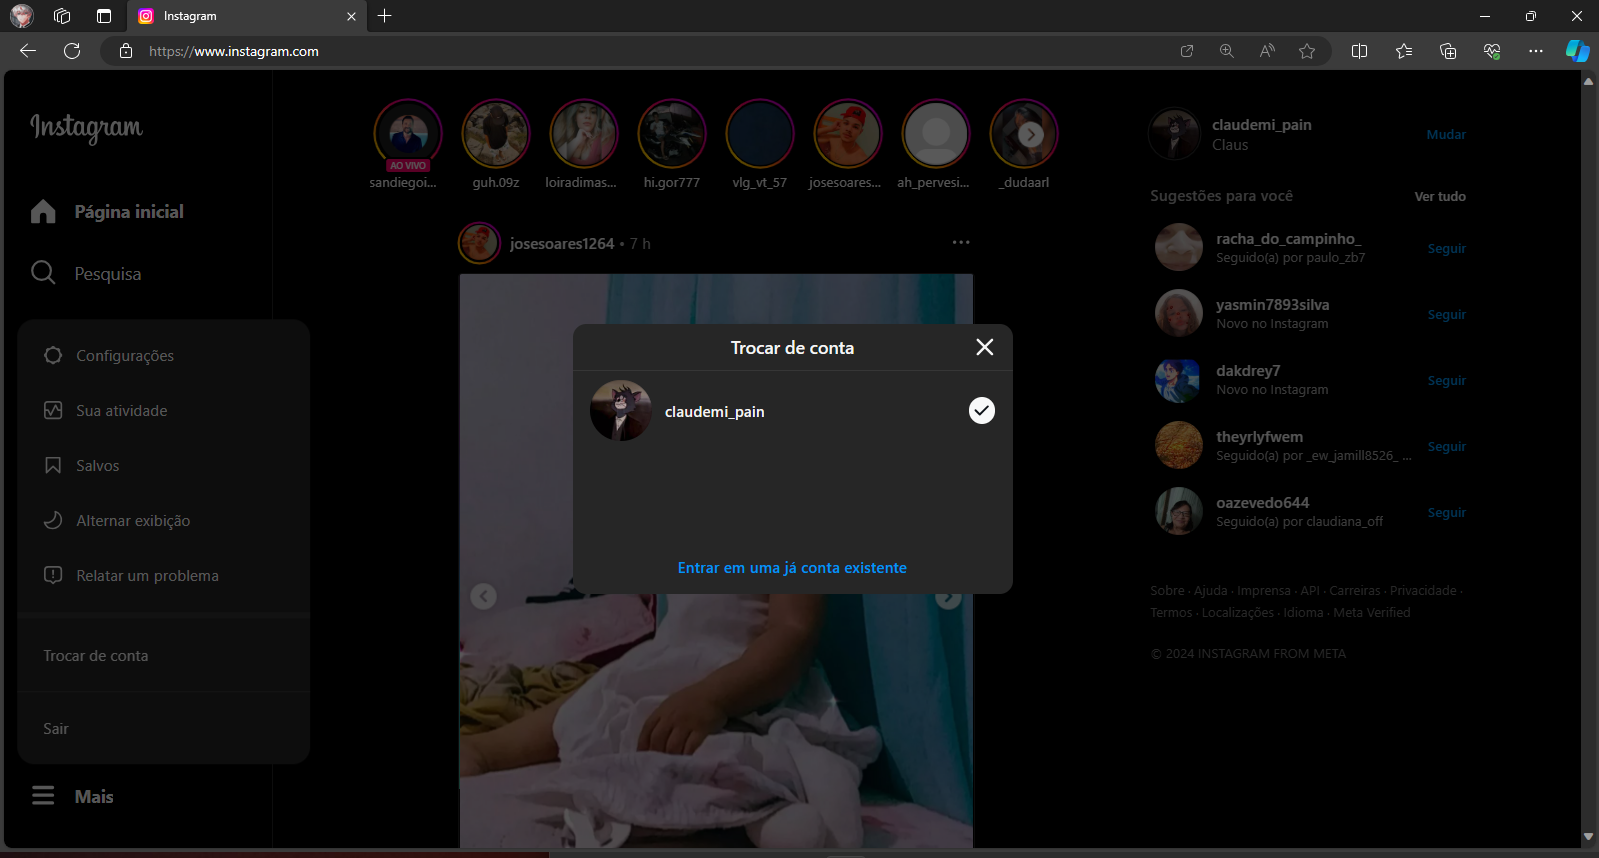 Instagram
https://www.instagram.com
Instagram
Página inicial
Pesquisa
Configurações
Sua atividade
Salvos
Alternar exibição
Relatar um problema
Trocar de conta
Sair
Mais
AO VIVO
sandiegoi...
guh.09z
loiradimas...
hi.gor777
vlg_vt_57
josesoares...
ah_pervesi...
_dudaarl
josesoares1264 • 7 h
Trocar de conta
claudemi_pain
Entrar em uma já conta existente
claudemi_pain
Claus
Mudar
Sugestões para você
Ver tudo
racha_do_campinho_
Seguido(a) por paulo_zb7
Seguir
yasmin7893silva
Novo no Instagram
Seguir
dakdrey7
Novo no Instagram
Seguir
theyrlyfwem
Seguido(a) por _ew_jamill8526_ ...
Seguir
oazevedo644
Seguido(a) por claudiana_off
Seguir
Sobre · Ajuda · Imprensa · API · Carreiras · Privacidade ·
Termos · Localizações · Idioma · Meta Verified
© 2024 INSTAGRAM FROM META